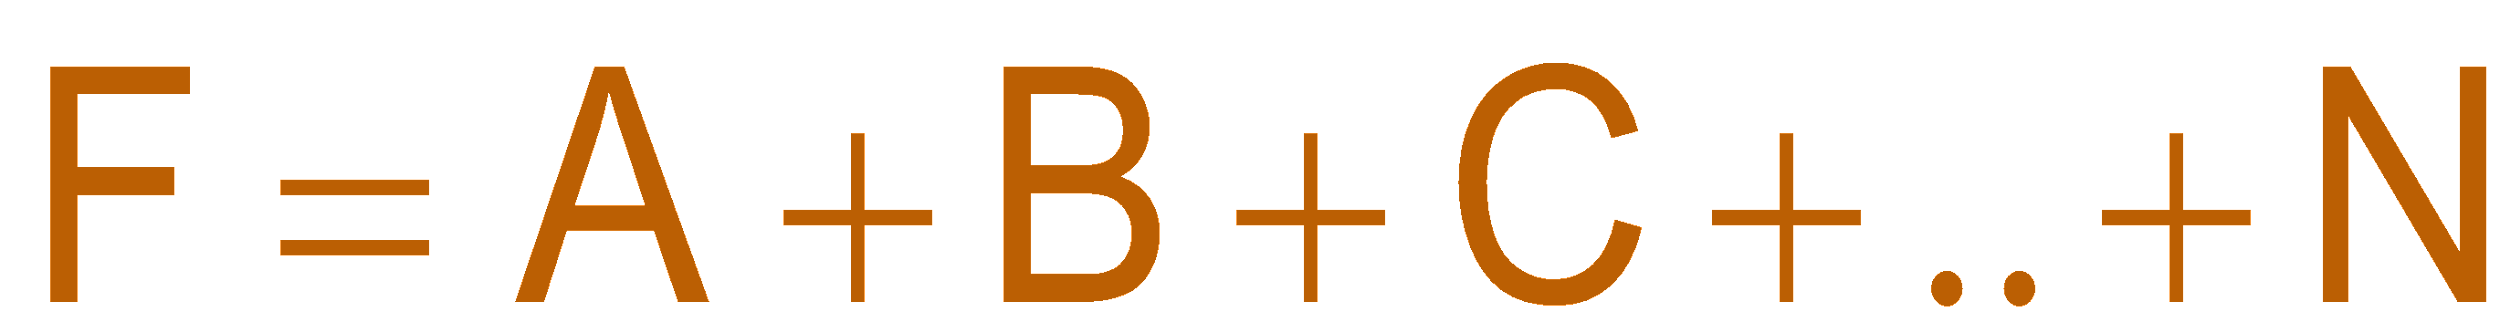 F = A + B + C + .. + N